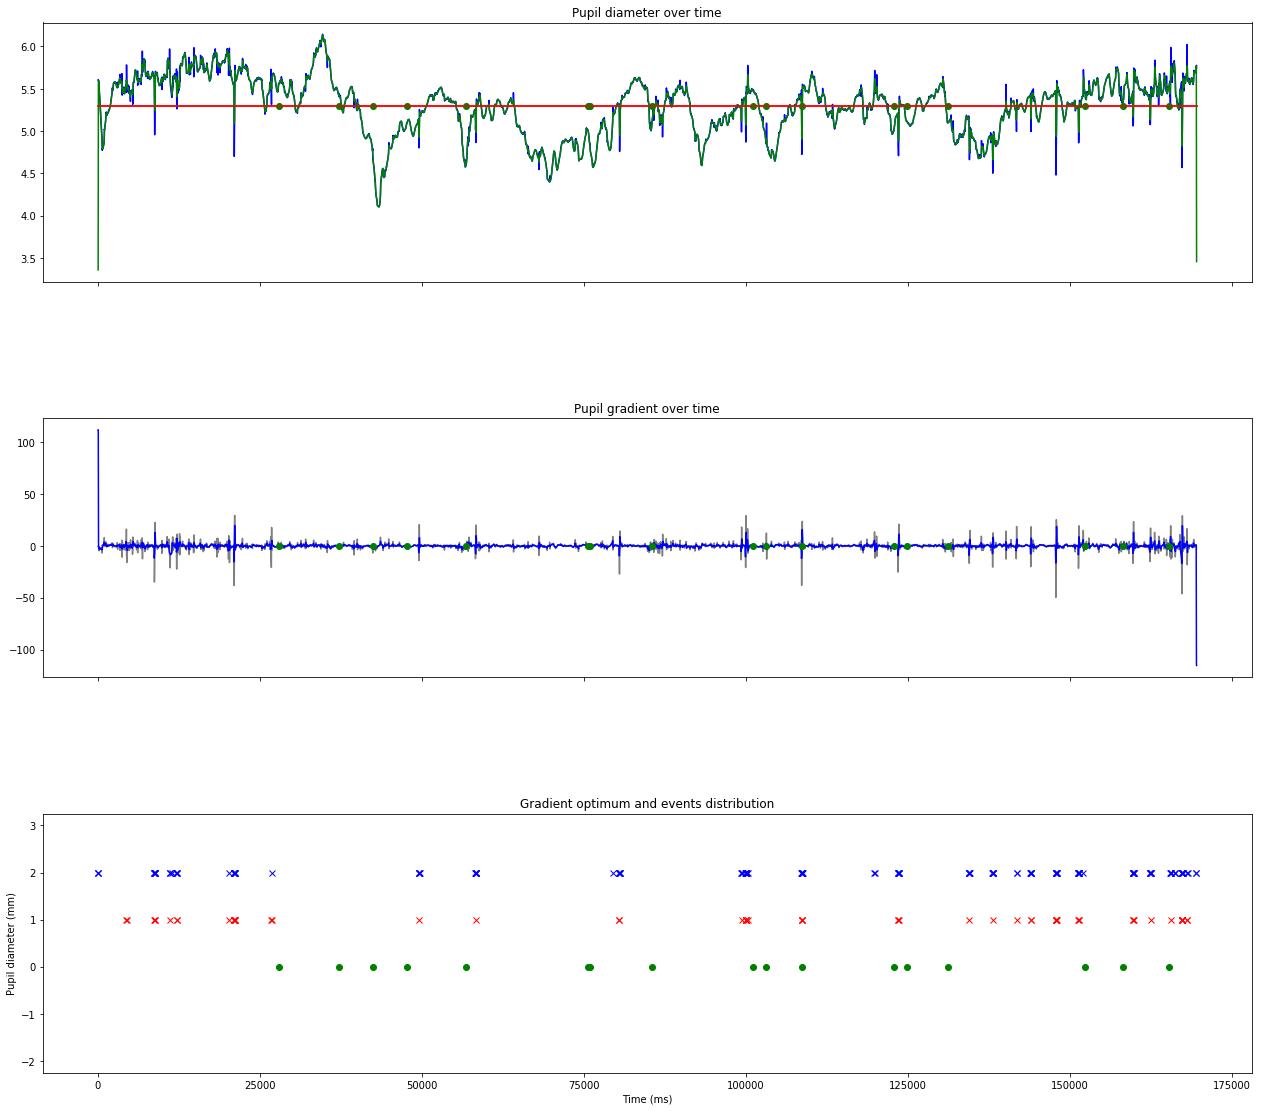 Pupil diameter over time
6.0
5.5
5.0
4.5
4.0
3.5
Pupil gradient over time
100
50
0
−50
−100
Gradient optimum and events distribution
3
2
1
0
−1
−2
Pupil diameter (mm)
0 25000 50000 75000 100000 125000 150000 175000
Time (ms)